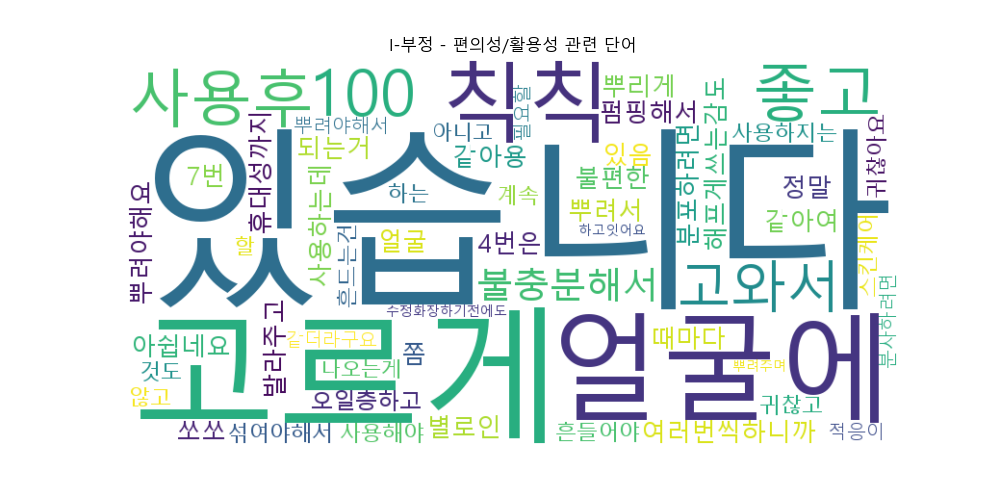 I-부정 - 편의성/활용성 관련 단어
사용후100
칙칙
뿌리게
좋고
펌핑해서
필요할
뿌려야해서
아니고
사용하지는
휴대성까지
되는거
같아용
있음
해프게쓰는감도
분포하려면
귀찮아요
있습니다
7번
하는
계속
불편한
정말
뿌려야해요
사용하는데
뿌려서
같아여
하고잇어요
할
얼굴
4번은
흔드는건
스킨케어
불충분해서
고와서
분사하려면
수정화장하기전에도
고르게
얼굴에
발라주고
같더라구요
때마다
아쉽네요
쫌
것도
나오는게
뿌려주며
않고
오일층하고
귀찮고
쏘쏘
섞여야해서
사용해야
별로인
흔들어야
여러번씩하니까
적응이